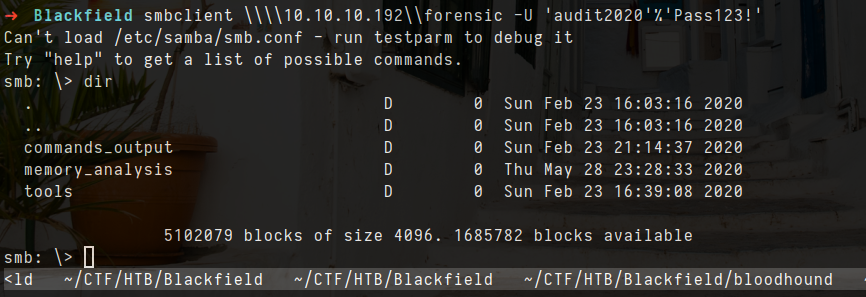 → Blackfield smbclient \\\\10.10.10.192\\forensic -U 'audit2020'%'Pass123!'
Can't load /etc/samba/smb.conf - run testparm to debug it
Try "help" to get a list of possible commands.
smb: \> dir
. D 0 Sun Feb 23 16:03:16 2020
.. D 0 Sun Feb 23 16:03:16 2020
commands_output D 0 Sun Feb 23 21:14:37 2020
memory_analysis D 0 Thu May 28 23:28:33 2020
tools D 0 Sun Feb 23 16:39:08 2020
5102079 blocks of size 4096. 1685782 blocks available
smb: \>
<ld ~/CTF/HTB/Blackfield ~/CTF/HTB/Blackfield ~/CTF/HTB/Blackfield/bloodhound